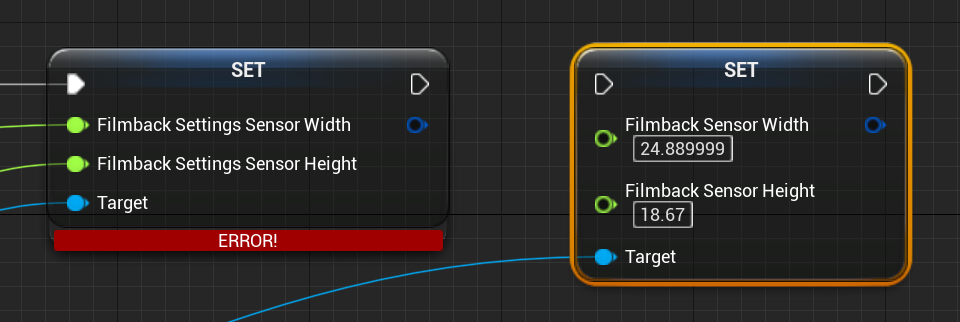 SET
Filmback Settings Sensor Width
Filmback Settings Sensor Height
Target
ERROR!
SET
Filmback Sensor Width
24.889999
Filmback Sensor Height
18.67
Target